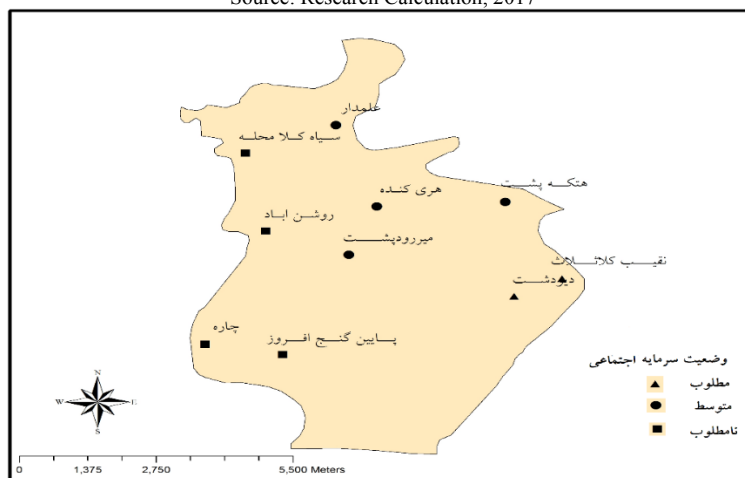 Source: Research Calculation, 2017
علمدار
سیاه کلا محله
هتکه پشت
هری کنده
روشن اباد
میررودپشت
نقیب کلاثلاث
دیودشت
چاره
پایین گنج افروز
وضعیت سرمایه اجتماعی
مطلوب
متوسط
نامطلوب
N
W E
S
0 1,375 2,750 5,500 Meters